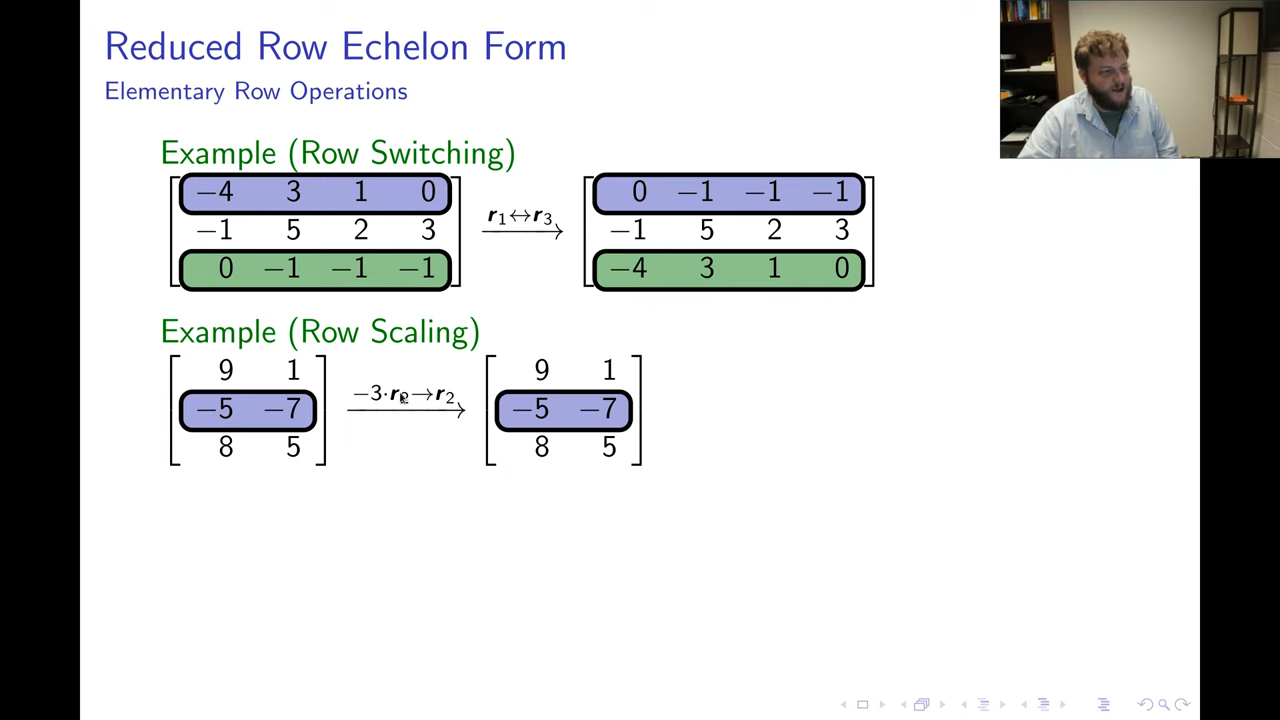 Reduced Row Echelon Form
Elementary Row Operations
Example (Row Switching)
−4 3 1 0
−1 5 2 3
0 −1 −1 −1
r1↔r3
0 −1 −1 −1
−1 5 2 3
−4 3 1 0
Example (Row Scaling)
9 1
−5 −7
8 5
−3·r2→r2
9 1
−5 −7
8 5